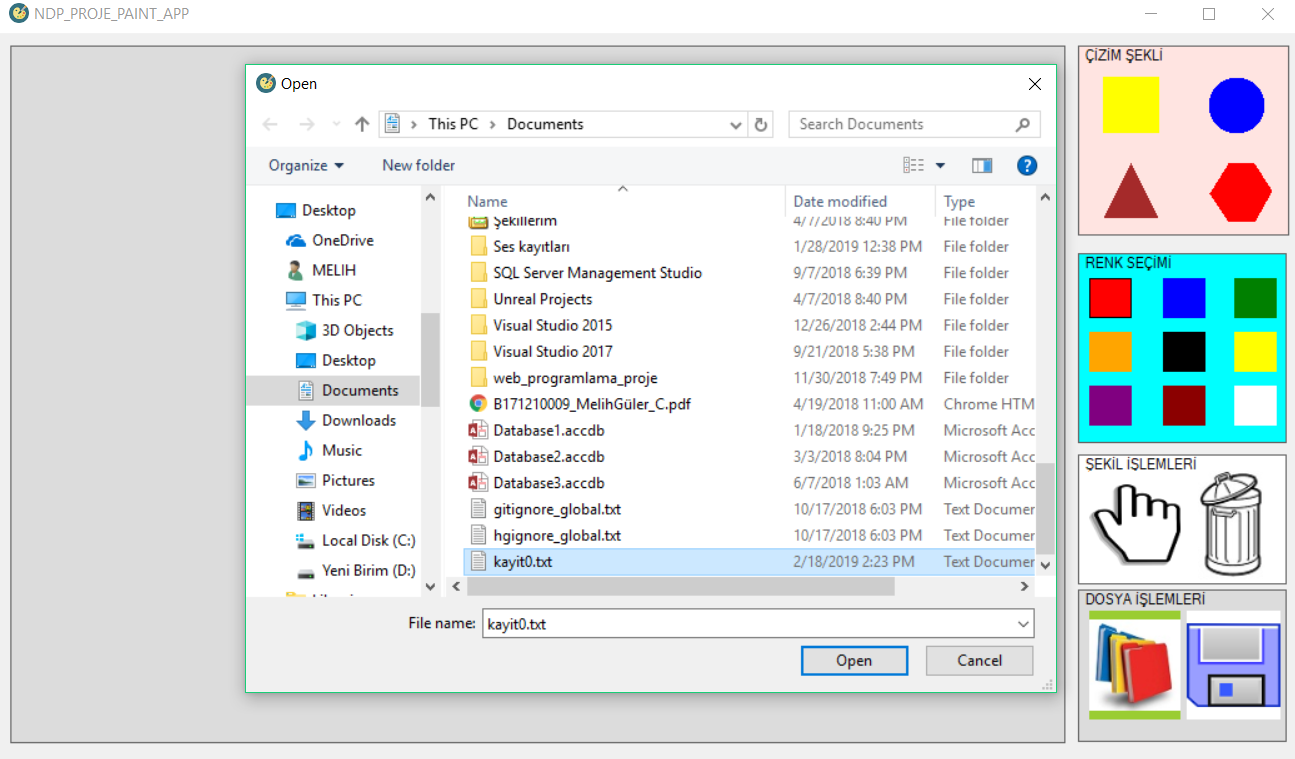 NDP_PROJE_PAINT_APP
Open
This PC > Documents
Search Documents
Organize
New folder
?
Desktop
OneDrive
MELIH
This PC
3D Objects
Desktop
Documents
Downloads
Music
Pictures
Videos
Local Disk (C:)
Yeni Birim (D:)
Name Date modified Type
Şekillerim 4/7/2018 8:40 PM File folder
Ses kayıtları 1/28/2019 12:38 PM File folder
SQL Server Management Studio 9/7/2018 6:39 PM File folder
Unreal Projects 4/7/2018 8:40 PM File folder
Visual Studio 2015 12/26/2018 2:44 PM File folder
Visual Studio 2017 9/21/2018 5:38 PM File folder
web_programlama_proje 11/30/2018 7:49 PM File folder
B171210009_MelihGüler_C.pdf 4/19/2018 11:00 AM Chrome HTM
Database1.accdb 1/18/2018 9:25 PM Microsoft Acc
Database2.accdb 3/3/2018 8:04 PM Microsoft Acc
Database3.accdb 6/7/2018 1:03 AM Microsoft Acc
gitignore_global.txt 10/17/2018 6:03 PM Text Documer
hgignore_global.txt 10/17/2018 6:03 PM Text Documer
kayit0.txt 2/18/2019 2:23 PM Text Documer
File name: kayit0.txt
Open
Cancel
ÇİZİM ŞEKLİ
RENK SEÇİMİ
ŞEKİL İŞLEMLERİ
DOSYA İŞLEMLERİ